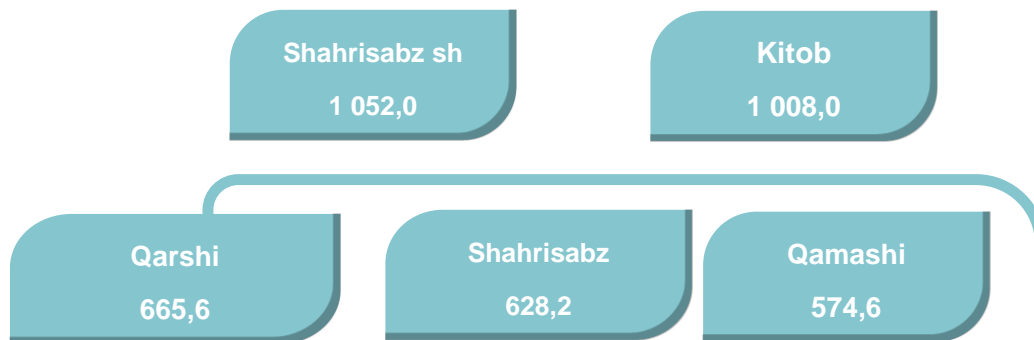 Shahrisabz sh
1 052,0
Kitob
1 008,0
Qarshi
665,6
Shahrisabz
628,2
Qamashi
574,6